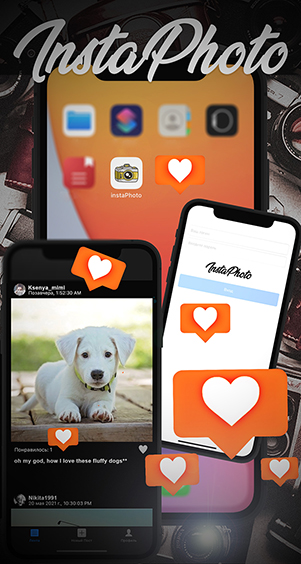 InstaPhoto
instaPhoto
InstaPhoto
Ksenya_mimi
Позавчера, 1:52:30 AM
Понравилось: 1
oh my god, how I love these fluffy dogs**
Nikita1991
20 мая 2021 г., 10:30:03 PM